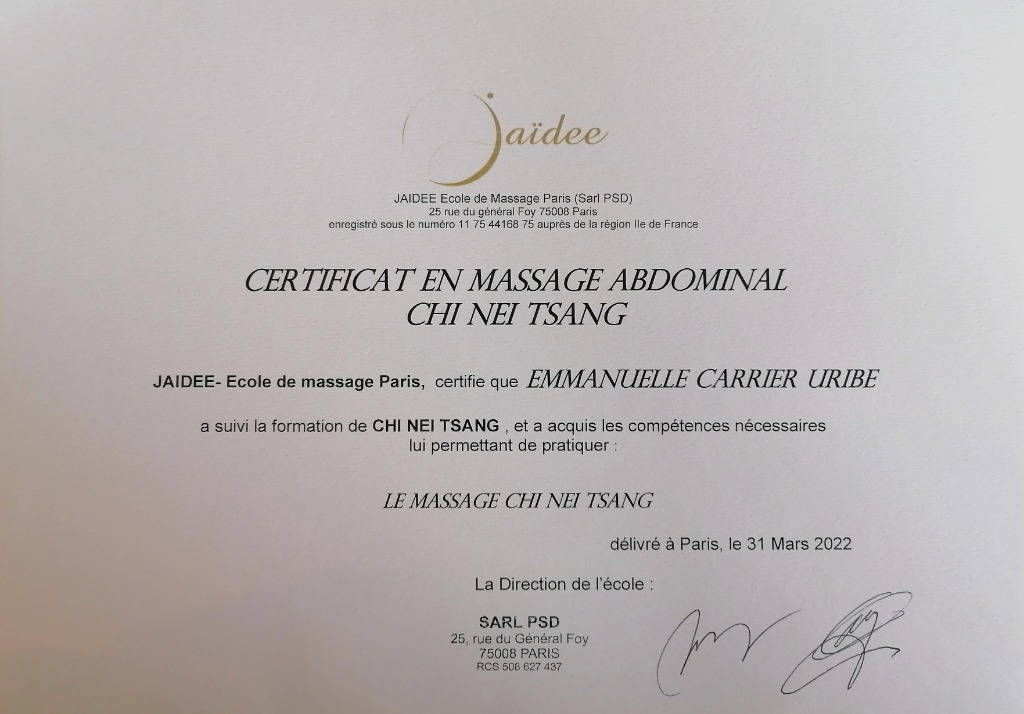 jaïdee
JAIDEE Ecole de Massage Paris (Sarl PSD)
25 rue du général Foy 75008 Paris
enregistré sous le numéro 11 75 44168 75 auprès de la région Ile de France
CERTIFICAT EN MASSAGE ABDOMINAL
CHI NEI TSANG
JAIDEE- Ecole de massage Paris, certifie que EMMANUELLE CARRIER URIBE
a suivi la formation de CHI NEI TSANG , et a acquis les compétences nécessaires
lui permettant de pratiquer :
LE MASSAGE CHI NEI TSANG
délivré à Paris, le 31 Mars 2022
La Direction de l'école :
SARL PSD
25, rue du Général Foy
75008 PARIS
RCS 508 627 437